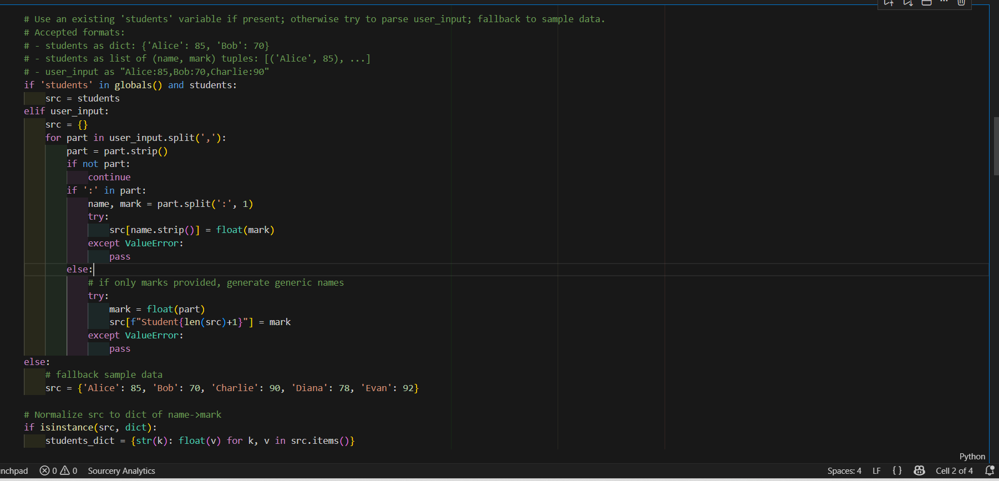 # Use an existing 'students' variable if present; otherwise try to parse user_input; fallback to sample data.
# Accepted formats:
# - students as dict: {'Alice': 85, 'Bob': 70}
# - students as list of (name, mark) tuples: [('Alice', 85), ...]
# - user_input as "Alice:85,Bob:70,Charlie:90"
if 'students' in globals() and students:
    src = students
elif user_input:
    src = {}
    for part in user_input.split(','):
        part = part.strip()
        if not part:
            continue
        if ':' in part:
            name, mark = part.split(':', 1)
            try:
                src[name.strip()] = float(mark)
            except ValueError:
                pass
        else:
            # if only marks provided, generate generic names
            try:
                mark = float(part)
                src[f"Student{len(src)+1}"] = mark
            except ValueError:
                pass
else:
    # fallback sample data
    src = {'Alice': 85, 'Bob': 70, 'Charlie': 90, 'Diana': 78, 'Evan': 92}

# Normalize src to dict of name->mark
if isinstance(src, dict):
    students_dict = {str(k): float(v) for k, v in src.items()}
Python
nchpad 0 0 Sourcery Analytics Spaces: 4 LF { } Cell 2 of 4